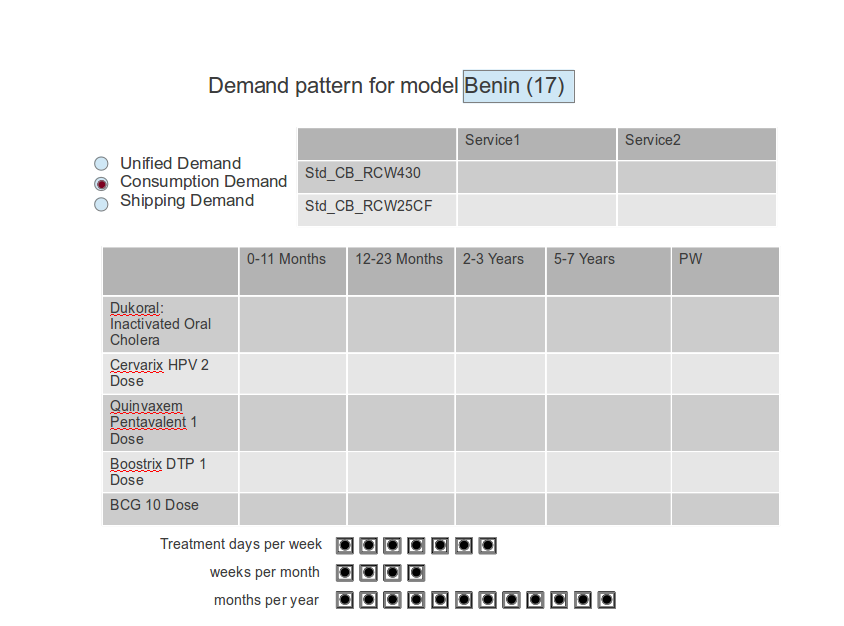 Demand pattern for model Benin (17)
Service1 Service2
Unified Demand
Consumption Demand
Shipping Demand
Std_CB_RCW430
Std_CB_RCW25CF
0-11 Months 12-23 Months 2-3 Years 5-7 Years PW
Dukoral:
Inactivated Oral
Cholera
Cervarix HPV 2
Dose
Quinvaxem
Pentavalent 1
Dose
Boostrix DTP 1
Dose
BCG 10 Dose
Treatment days per week
weeks per month
months per year